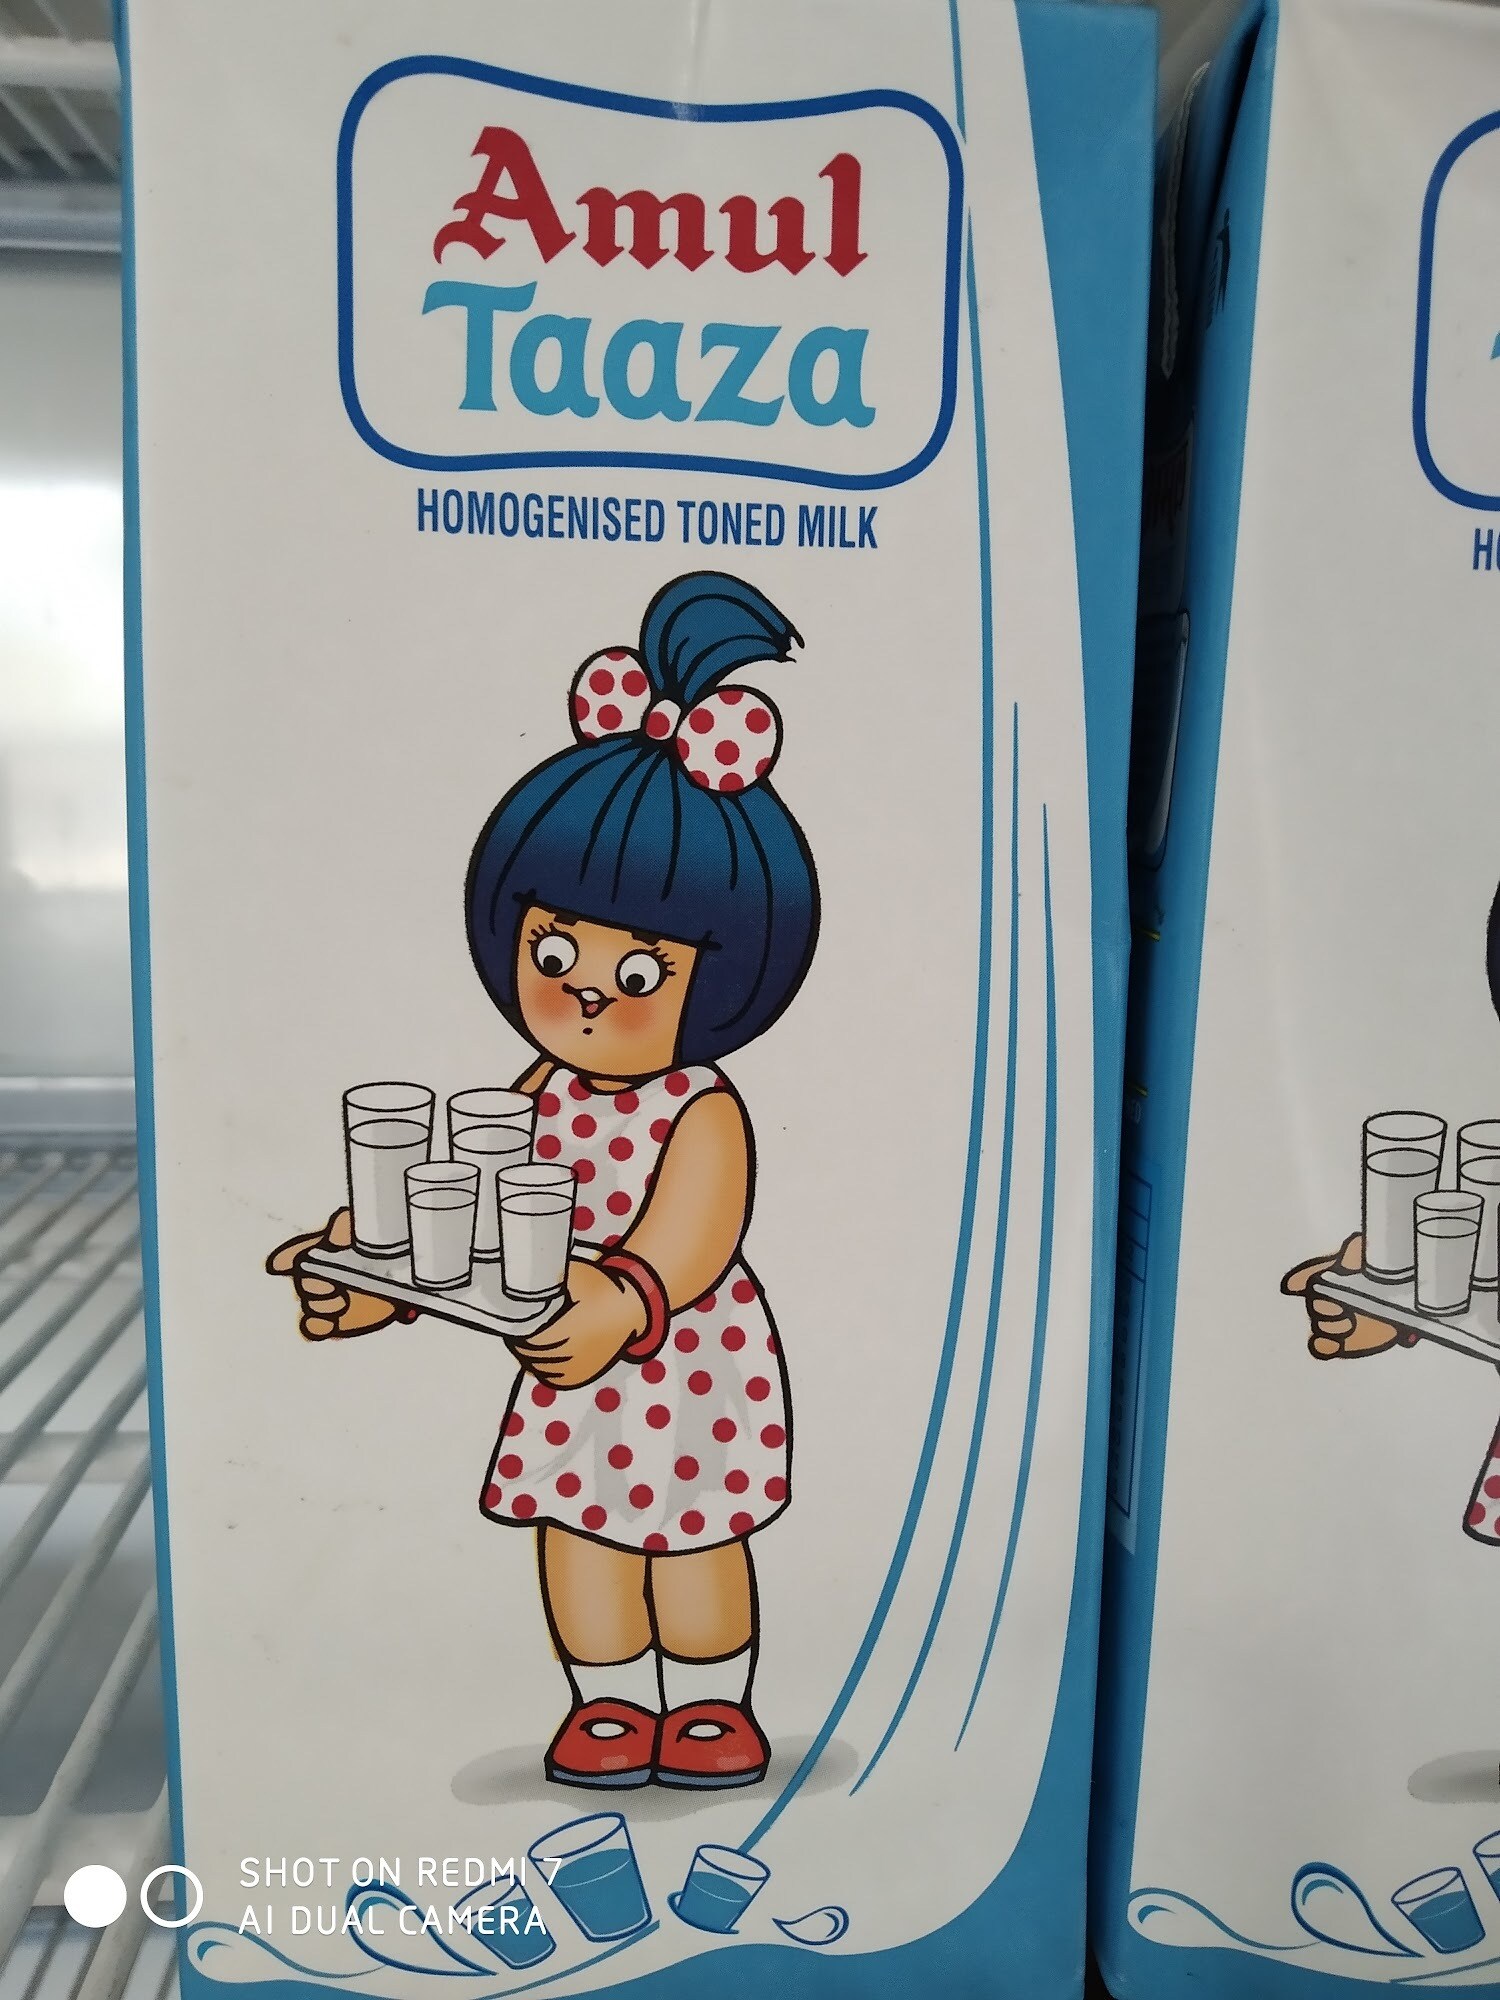 Amul
Taaza
HOMOGENISED TONED MILK
SHOT ON REDMI 7
AI DUAL CAMERA